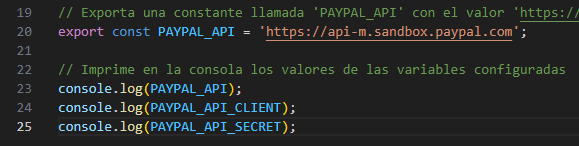 19 // Exporta una constante llamada 'PAYPAL_API' con el valor 'https:/
20 export const PAYPAL_API = 'https://api-m.sandbox.paypal.com';
21
22 // Imprime en la consola los valores de las variables configuradas
23 console.log(PAYPAL_API);
24 console.log(PAYPAL_API_CLIENT);
25 console.log(PAYPAL_API_SECRET);